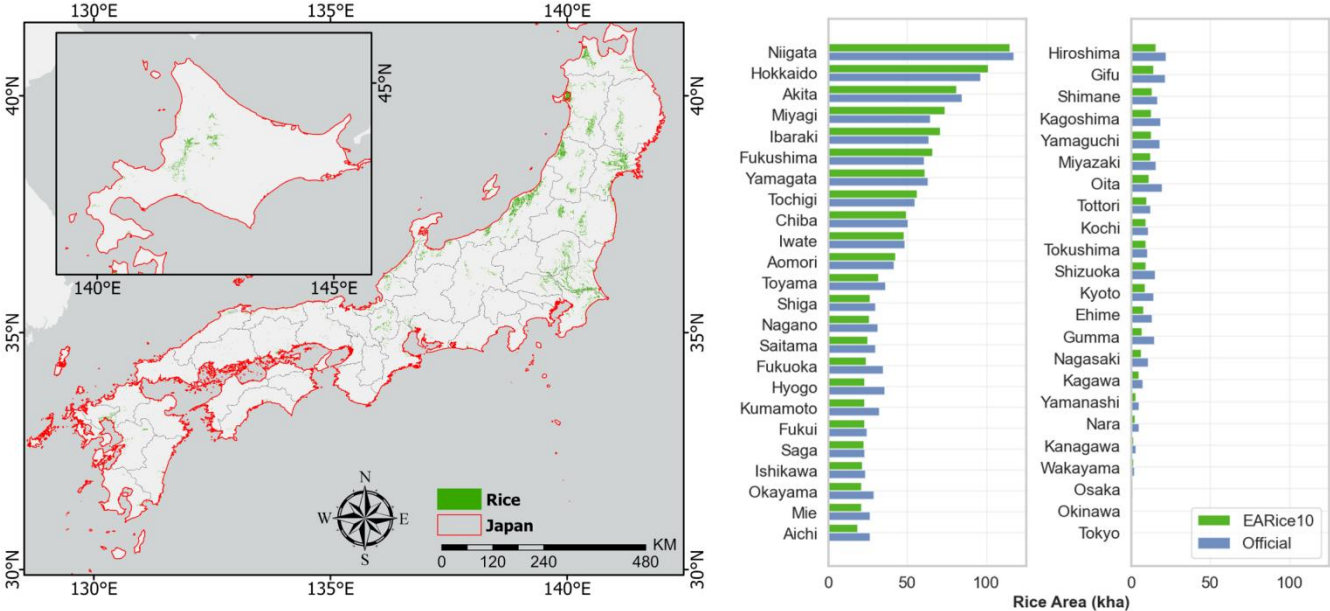 130°E
135°E
140°E
40°N
35°N
30°N
45°N
40°N
35°N
30°N
140°E
145°E
N
W
E
S
Rice
Japan
0
120
240
480
KM
130°E
135°E
140°E
Niigata
Hokkaido
Akita
Miyagi
Ibaraki
Fukushima
Yamagata
Tochigi
Chiba
Iwate
Aomori
Toyama
Shiga
Nagano
Saitama
Fukuoka
Hyogo
Kumamoto
Fukui
Saga
Ishikawa
Okayama
Mie
Aichi
0
50
100
Hiroshima
Gifu
Shimane
Kagoshima
Yamaguchi
Miyazaki
Oita
Tottori
Kochi
Tokushima
Shizuoka
Kyoto
Ehime
Gumma
Nagasaki
Kagawa
Yamanashi
Nara
Kanagawa
Wakayama
Osaka
Okinawa
Tokyo
EARice10
Official
0
50
100
Rice Area (kha)